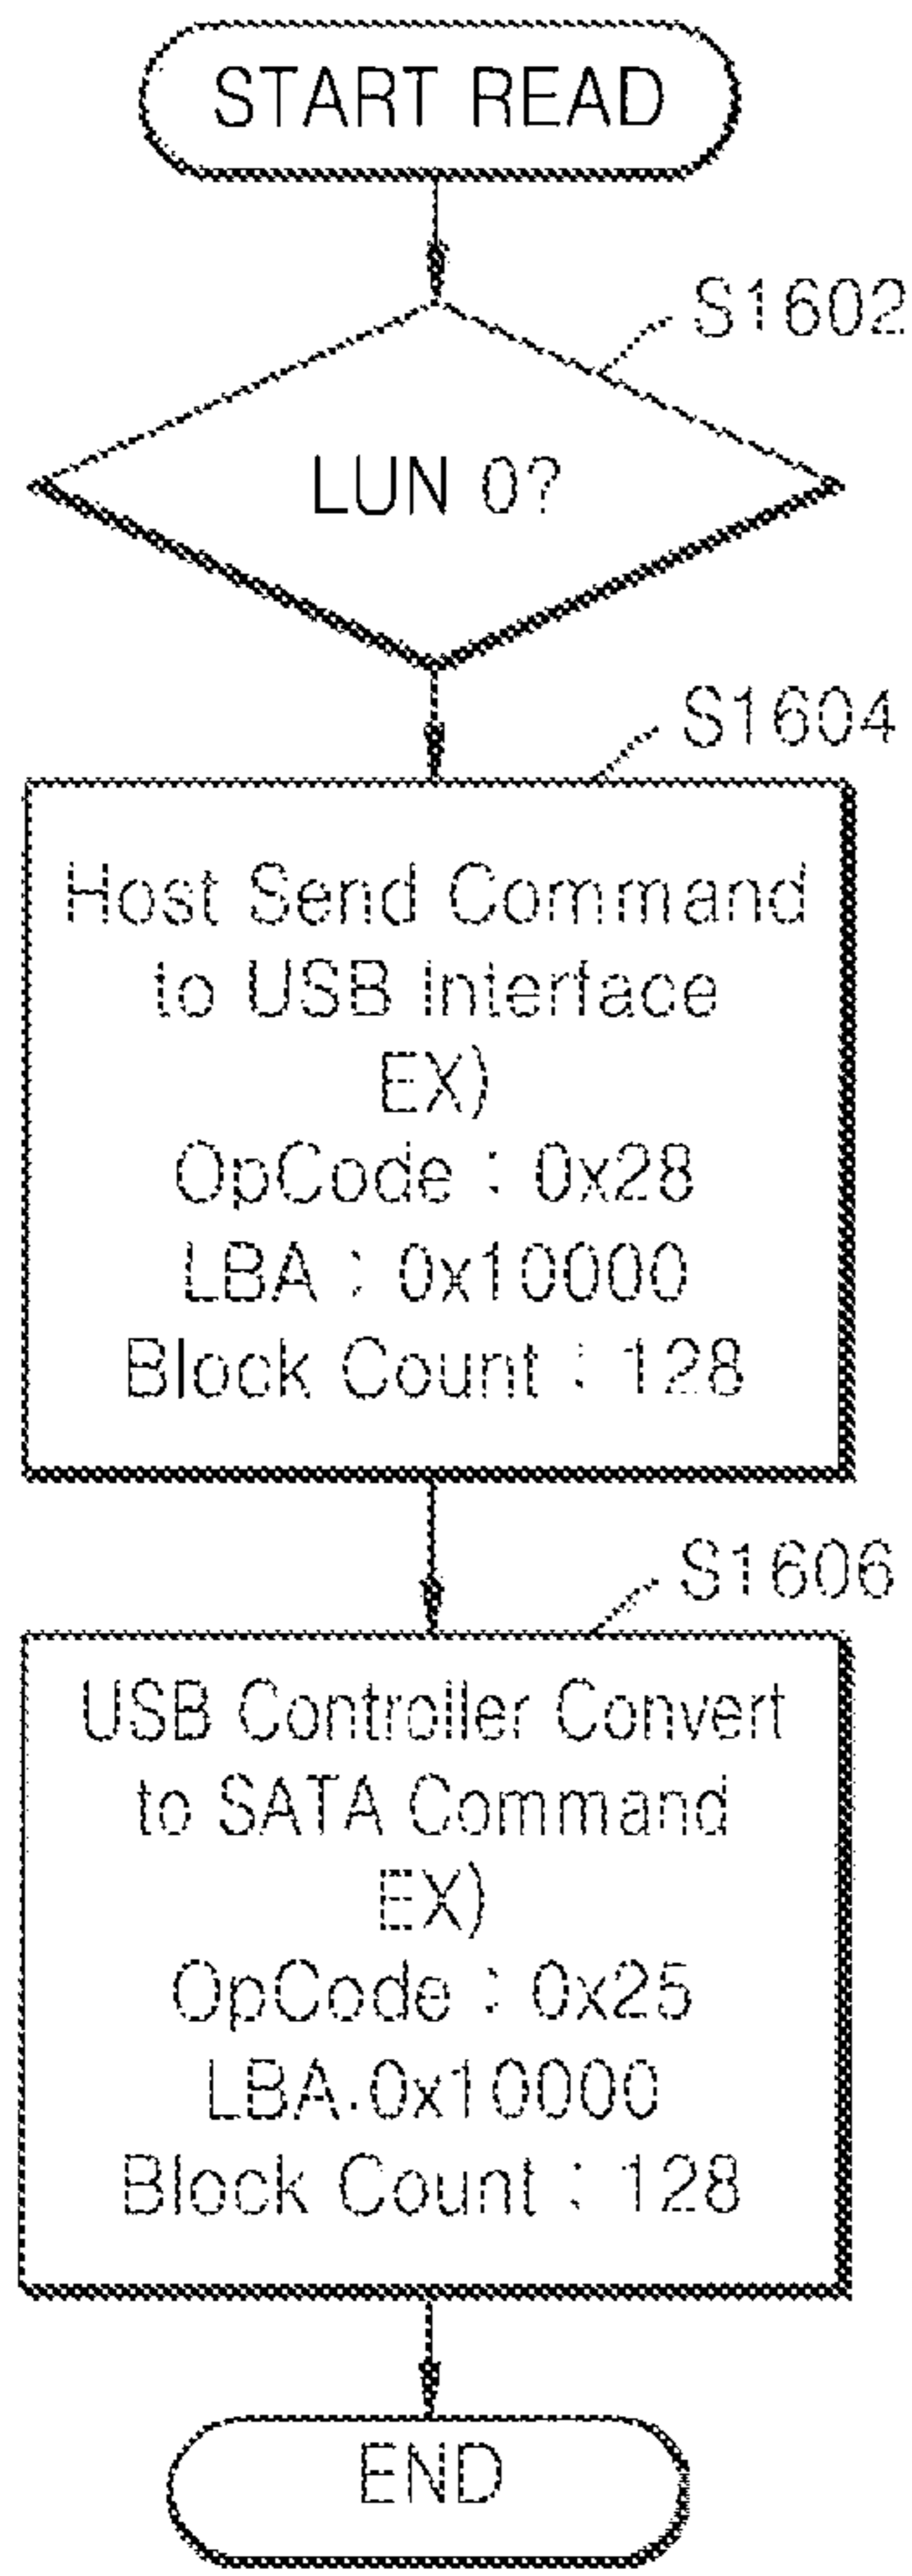 START READ
S1602
LUN 0?
S1604
Host Send Command
to USB Interface
EX)
OpCode : 0x28
LBA : 0x10000
Block Count : 128
S1606
USB Controller Convert
to SATA Command
EX)
OpCode : 0x25
LBA.0x10000
Block Count : 128
END